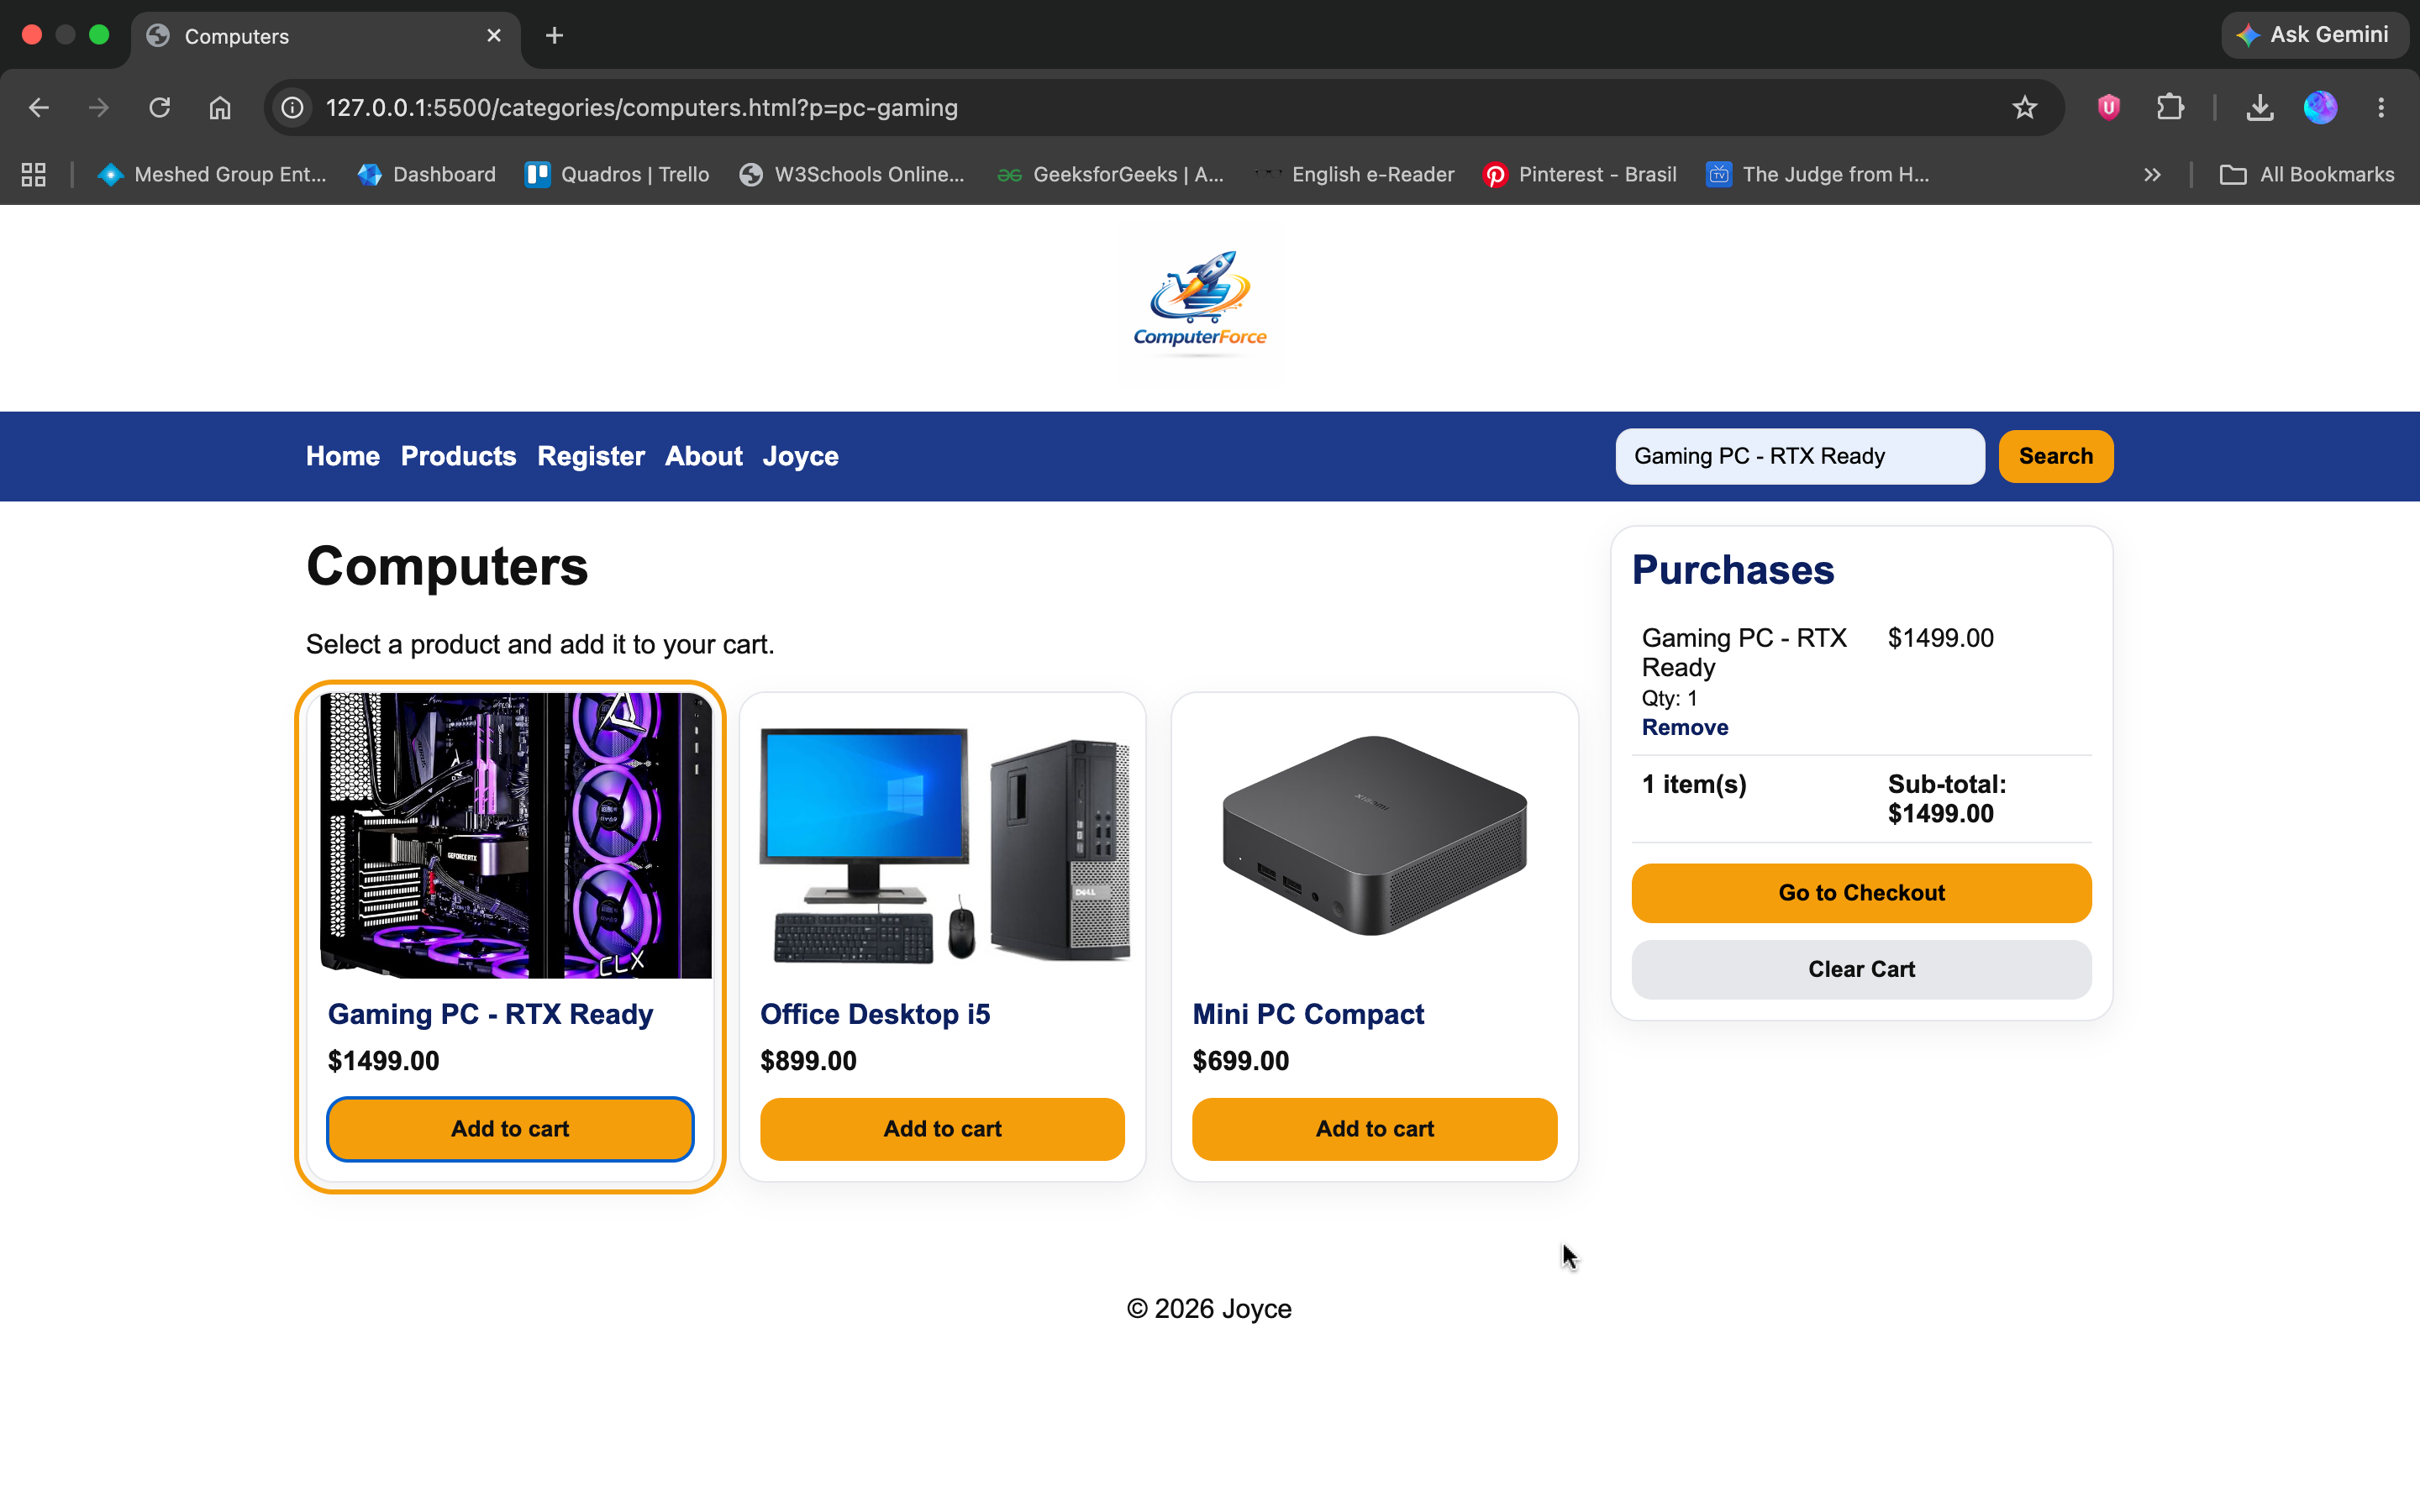 Computers
Ask Gemini
127.0.0.1:5500/categories/computers.html?p=pc-gaming
Meshed Group Ent...
Dashboard
Quadros | Trello
W3Schools Online...
GeeksforGeeks | A...
English e-Reader
Pinterest - Brasil
The Judge from H...
All Bookmarks
ComputerForce
Home Products Register About Joyce
Gaming PC - RTX Ready
Search
Computers
Select a product and add it to your cart.
GEFORCE RTX
CLX
Gaming PC - RTX Ready
$1499.00
Add to cart
DELL
Office Desktop i5
$899.00
Add to cart
xiaomi
Mini PC Compact
$699.00
Add to cart
Purchases
Gaming PC - RTX
Ready
$1499.00
Qty: 1
Remove
1 item(s)
Sub-total:
$1499.00
Go to Checkout
Clear Cart
© 2026 Joyce